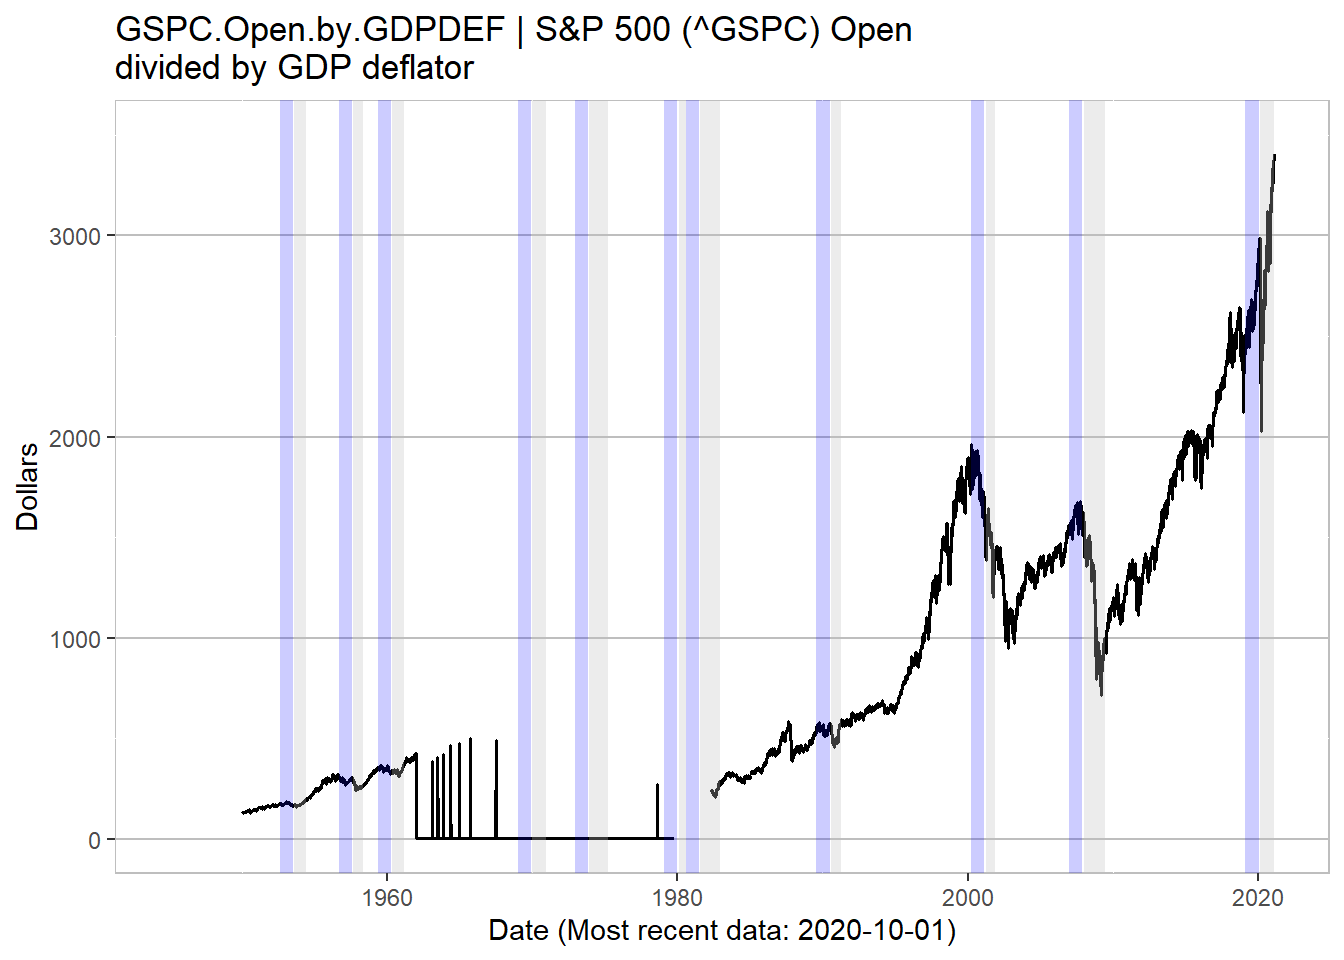 GSPC.Open.by.GDPDEF | S&P 500 (^GSPC) Open
divided by GDP deflator
Dollars
3000
2000
1000
0
1960
1980
2000
2020
Date (Most recent data: 2020-10-01)